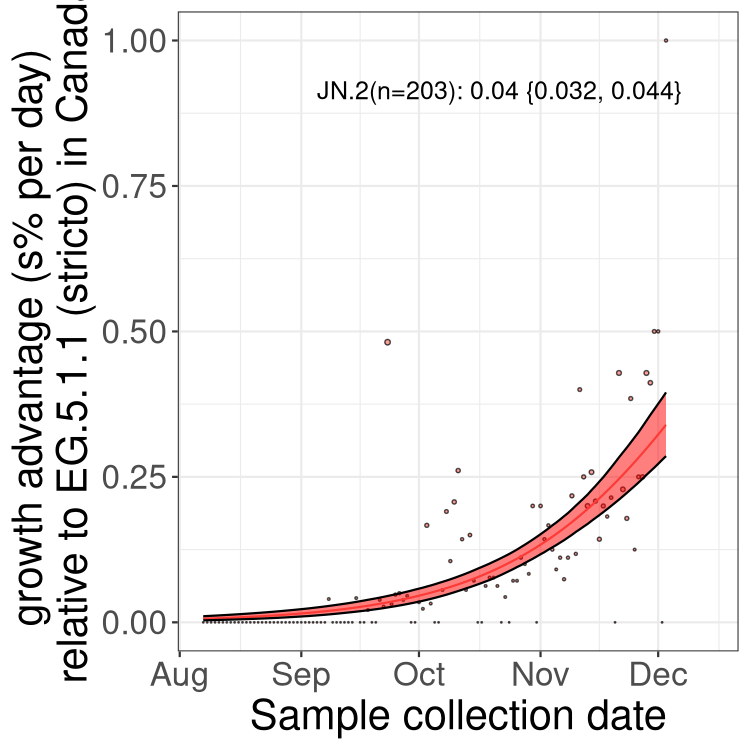 growth advantage (s% per day)
relative to EG.5.1.1 (stricto) in Canada
1.00
0.75
0.50
0.25
0.00
JN.2(n=203): 0.04 {0.032, 0.044}
Aug Sep Oct Nov Dec
Sample collection date